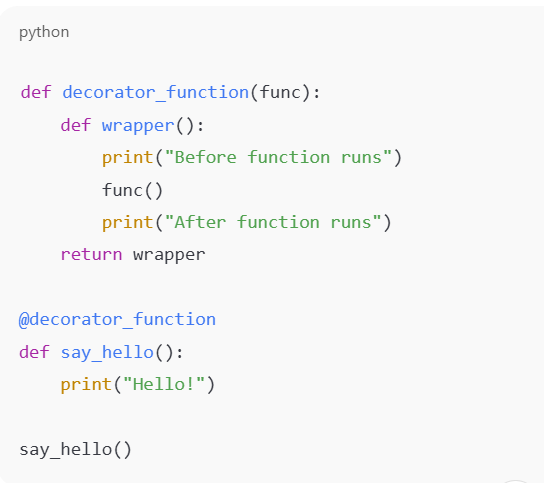 python
def decorator_function(func):
    def wrapper():
        print("Before function runs")
        func()
        print("After function runs")
    return wrapper
@decorator_function
def say_hello():
    print("Hello!")
say_hello()